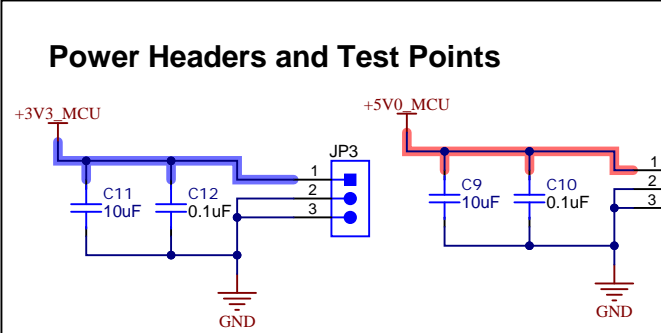 Power Headers and Test Points
+3V3_MCU
JP3
1
2
3
C11
10uF
C12
0.1uF
GND
+5V0_MCU
1
2
3
C9
10uF
C10
0.1uF
GND